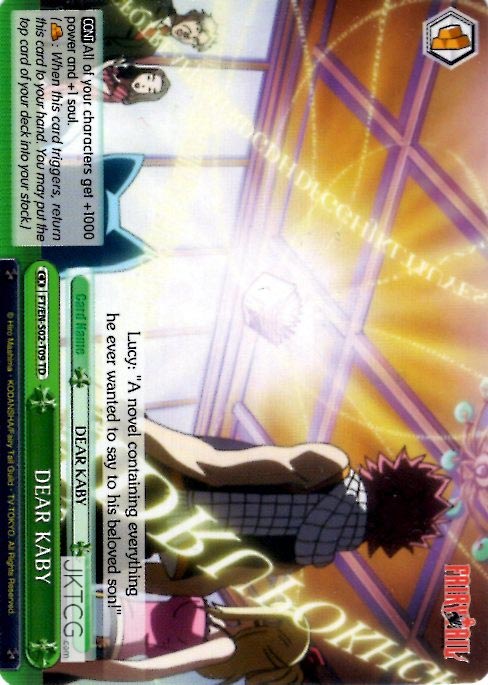 FAIRY TAIL
Lucy: "A novel containing everything
he ever wanted to say to his beloved son!"
CONT All of your characters get +1000
power and +1 soul.
( : When this card triggers, return
this card to your hand. You may put the
top card of your deck into your stock.)
Card Name
DEAR KABY
CX FT/EN-S02-T09 TD
DEAR KABY
© Hiro Mashima・KODANSHA/Fairy Tail Guild・TV TOKYO. All Rights Reserved.
JKTCG.com